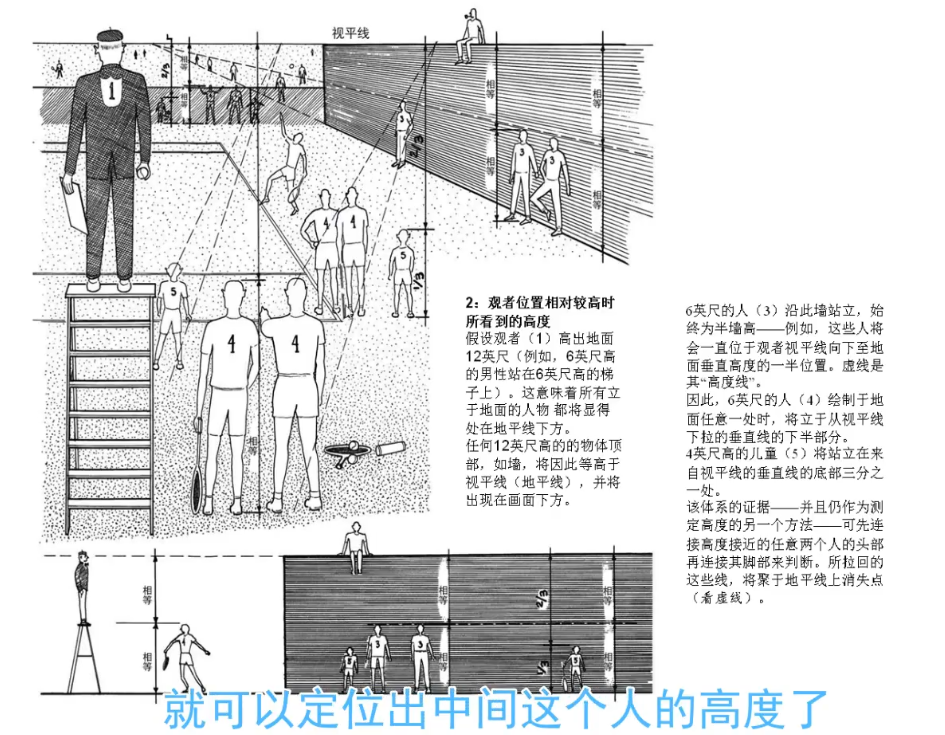 视平线
1
2/3
相等
相等
3
2/3
相等
相等
相等
相等
3
3
4
4
5
1/3
5
4
4
相等
2：观者位置相对较高时
所看到的高度
假设观者（1）高出地面
12英尺（例如，6英尺高
的男性站在6英尺高的梯
子上）。这意味着所有立
于地面的人物 都将显得
处在地平线下方。
任何12英尺高的的物体顶
部，如墙，将因此等高于
视平线（地平线），并将
出现在画面下方。
6英尺的人（3）沿此墙站立，始
终为半墙高——例如，这些人将
会一直位于观者视平线向下至地
面垂直高度的一半位置。虚线是
其“高度线”。
因此，6英尺的人（4）绘制于地
面任意一处时，将立于从视平线
下拉的垂直线的下半部分。
4英尺高的儿童（5）将站立在来
自视平线的垂直线的底部三分之
一处。
该体系的证据——并且仍作为测
定高度的另一个方法——可先连
接高度接近的任意两个人的头部
再连接其脚部来判断。所拉回的
这些线，将聚于地平线上消失点
（看虚线）。
相等
相等
4
3
3
相等
相等
2/3
1/3
相等
相等
就可以定位出中间这个人的高度了